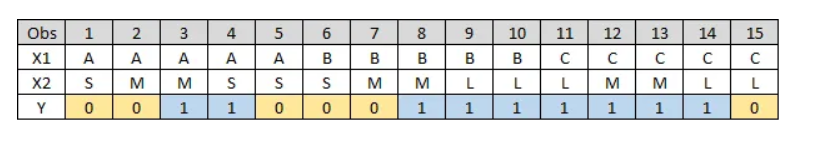 Obs 1 2 3 4 5 6 7 8 9 10 11 12 13 14 15
X1 A A A A A B B B B B C C C C C
X2 S M M S S S M M L L L M M L L
Y 0 0 1 1 0 0 0 1 1 1 1 1 1 1 0